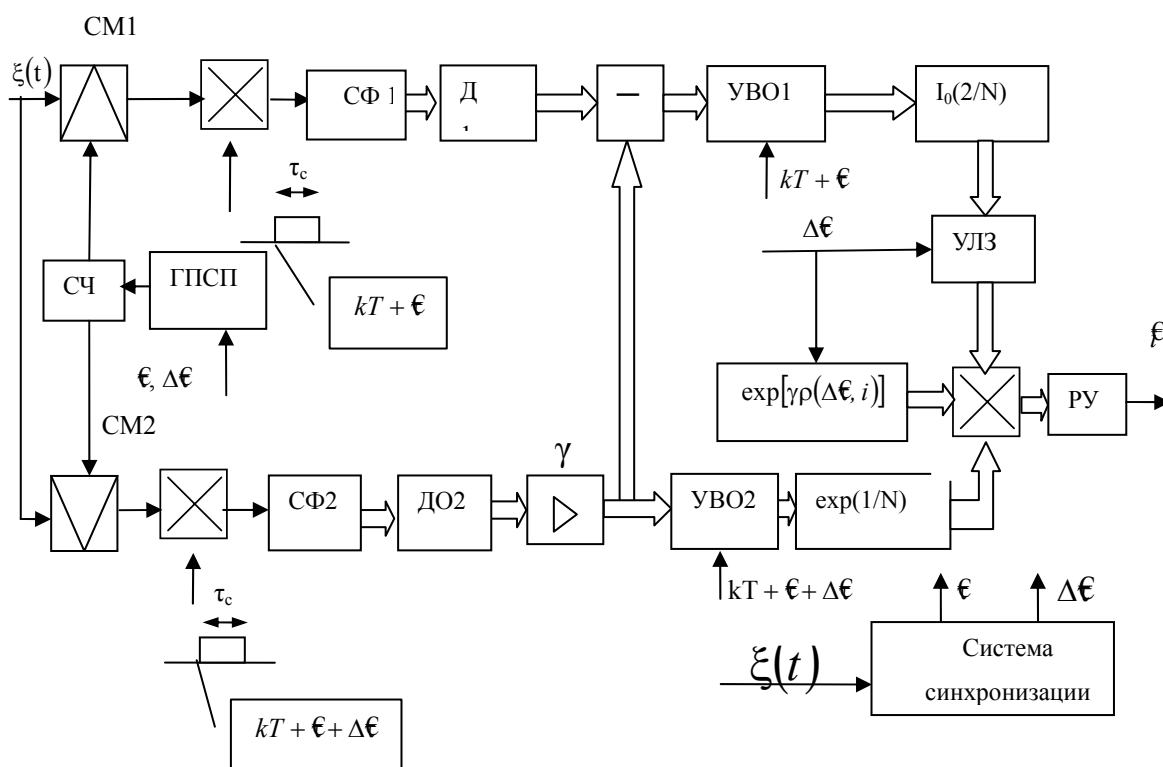 СМ1
ξ(t)
СФ 1
Д
—
УВО1
I₀(2/N)
τc
kT + €
Δ€
УЛЗ
СЧ
ГПСП
kT + €
€, Δ€
exp[γρ(Δ€, i)]
РУ
СМ2
γ
СФ2
ДО2
УВО2
exp(1/N)
τc
kT + € + Δ€
€
Δ€
ξ(t)
Система
синхронизации
kT + € + Δ€